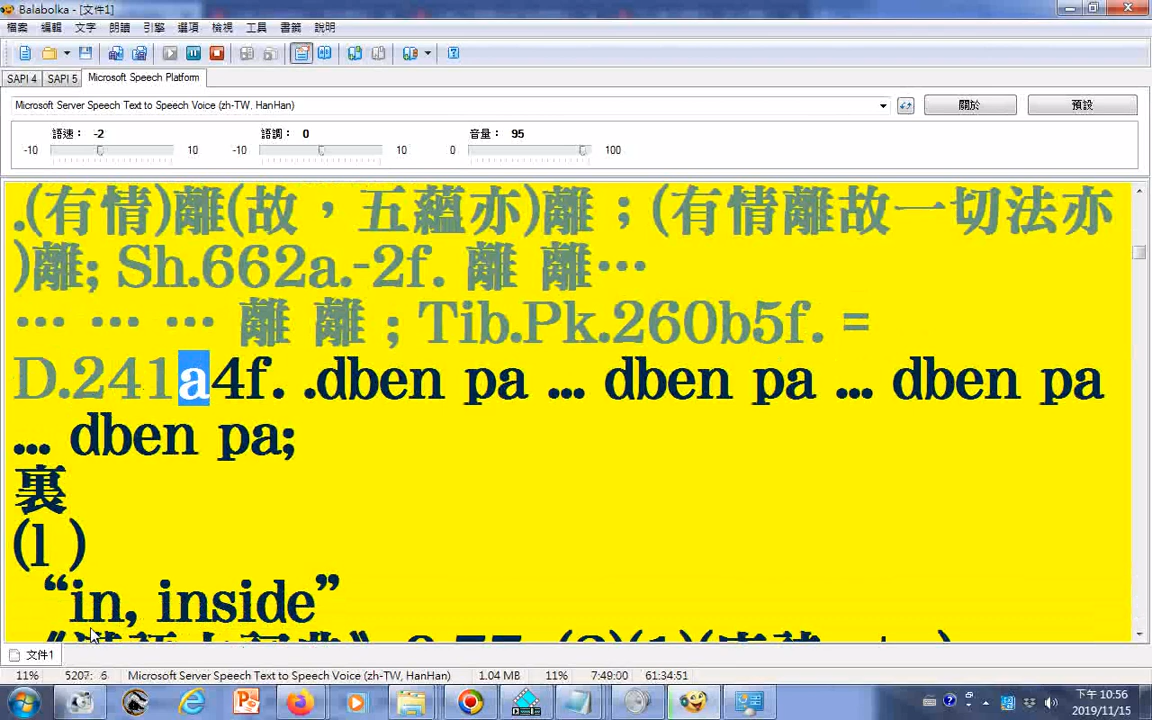 Balabolka - [文件1]
檔案 編輯 文字 朗讀 引擎 選項 檢視 工具 書籤 說明
SAPI 4 SAPI 5 Microsoft Speech Platform
Microsoft Server Speech Text to Speech Voice (zh-TW, HanHan) 關於 預設
語速： -2 語調： 0 音量： 95
-10 10 -10 10 0 100
.(有情)離(故，五蘊亦)離；(有情離故一切法亦
)離; Sh.662a.-2f. 離 離…
… … … 離 離 ; Tib.Pk.260b5f. =
D.241a4f. .dben pa ... dben pa ... dben pa
... dben pa;
裏
(l )
“in, inside”
文件1
11% 5207: 6 Microsoft Server Speech Text to Speech Voice (zh-TW, HanHan) 1.04 MB 11% 7:49:00 61:34:51
下午 10:56
2019/11/15